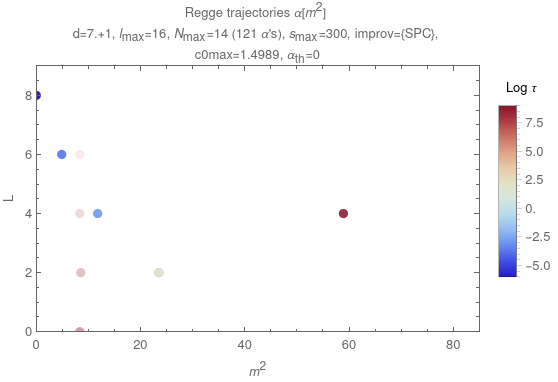 Regge trajectories α[m²]
d=7.+1, lmax=16, Nmax=14 (121 α's), smax=300, improv={SPC},
c0max=1.4989, αth=0
Log τ
L
8
6
4
2
0
7.5
5.0
2.5
0.
−2.5
−5.0
0 20 40 60 80
m²